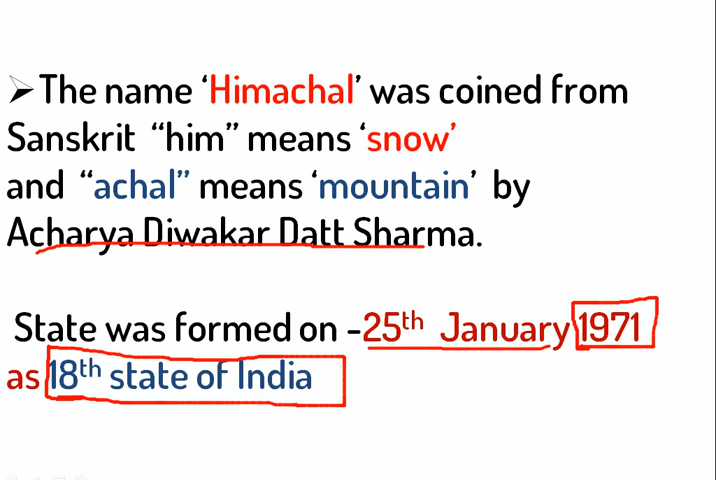 ➢The name ‘Himachal’ was coined from
Sanskrit “him” means ‘snow’
and “achal” means ‘mountain’ by
Acharya Diwakar Datt Sharma.
State was formed on -25th January 1971
as 18th state of India